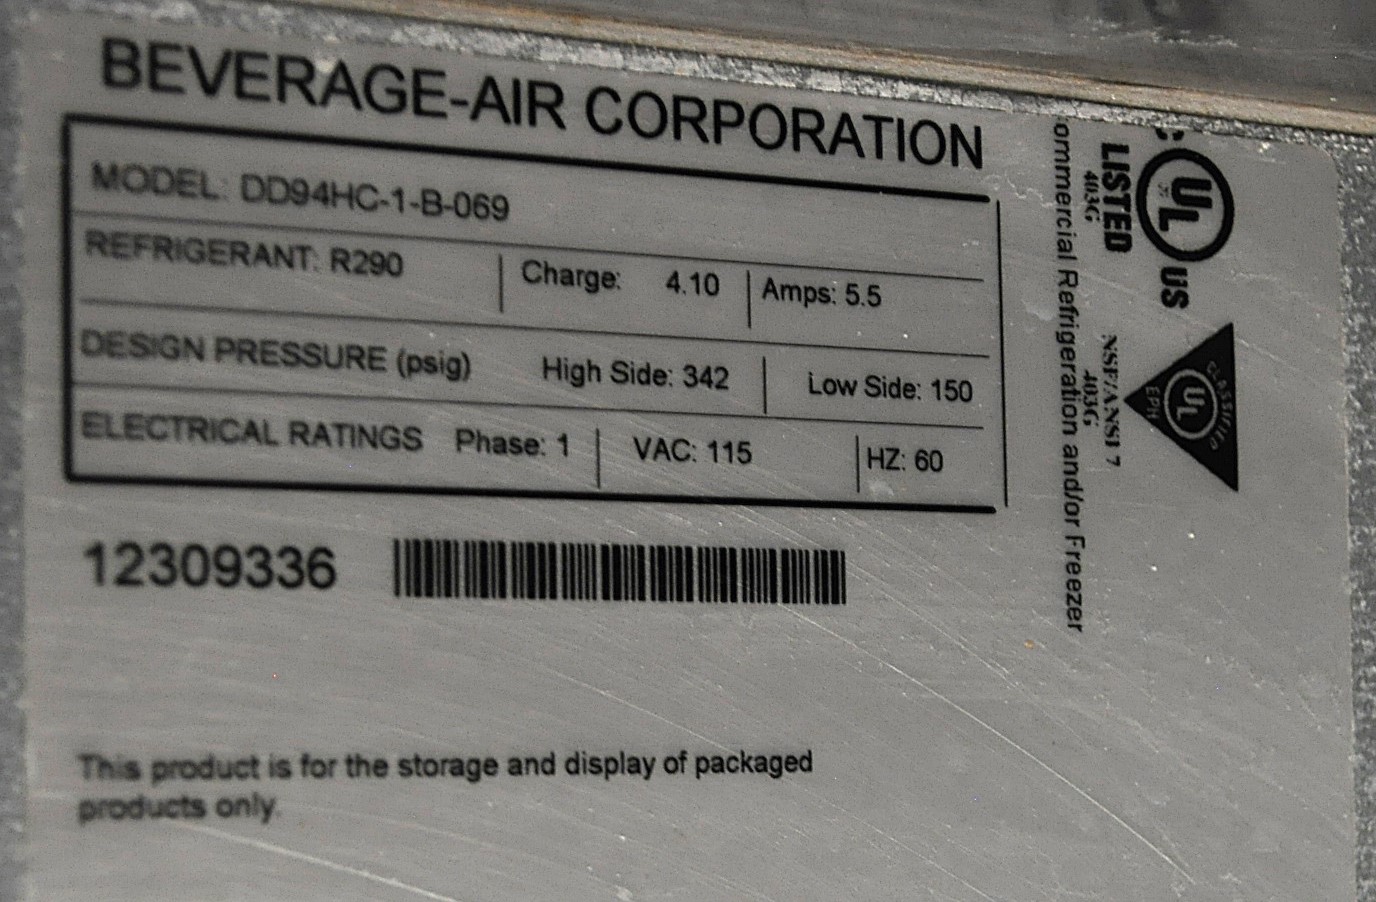 BEVERAGE-AIR CORPORATION
MODEL: DD94HC-1-B-069
REFRIGERANT: R290 Charge: 4.10 Amps: 5.5
DESIGN PRESSURE (psig) High Side: 342 Low Side: 150
ELECTRICAL RATINGS Phase: 1 VAC: 115 HZ: 60
12309336
This product is for the storage and display of packaged
products only.
C UL US
LISTED
403G
CLASSIFIED
UL
EPH
NSF/ANSI 7
403G
ommercial Refrigeration and/or Freezer